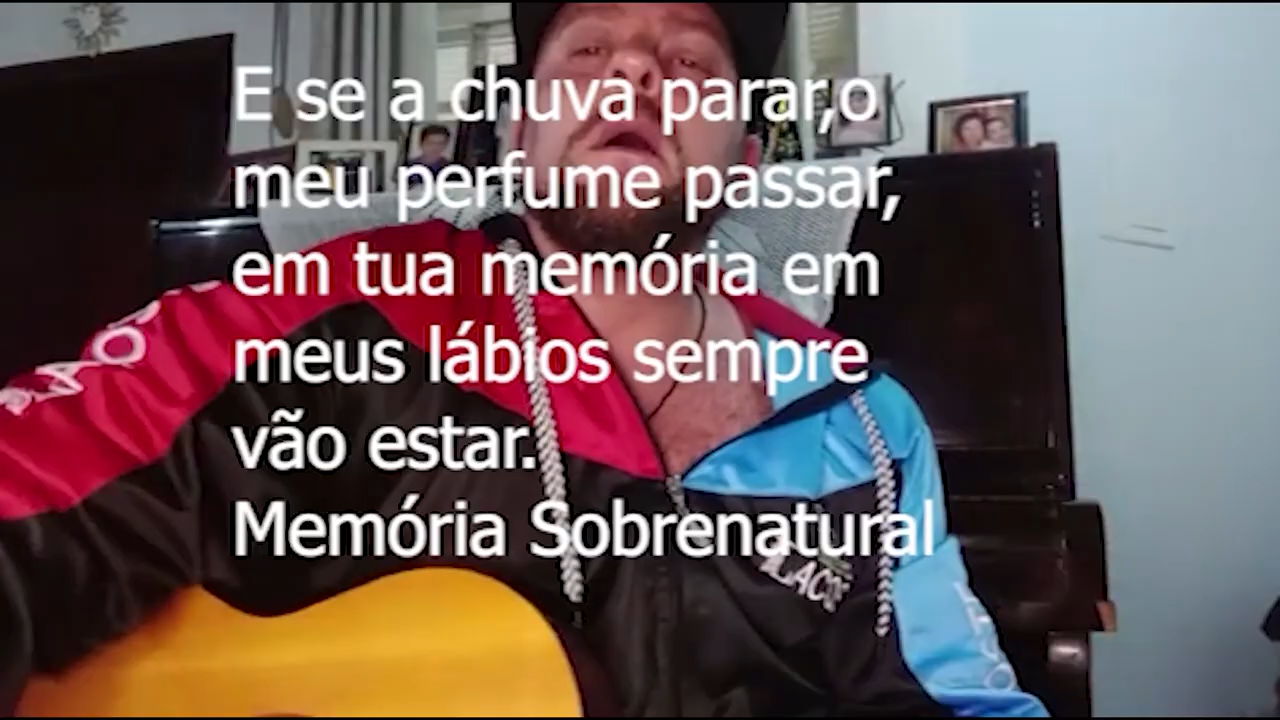 E se a chuva parar,o
meu perfume passar,
em tua memória em
meus lábios sempre
vão estar.
Memória Sobrenatural